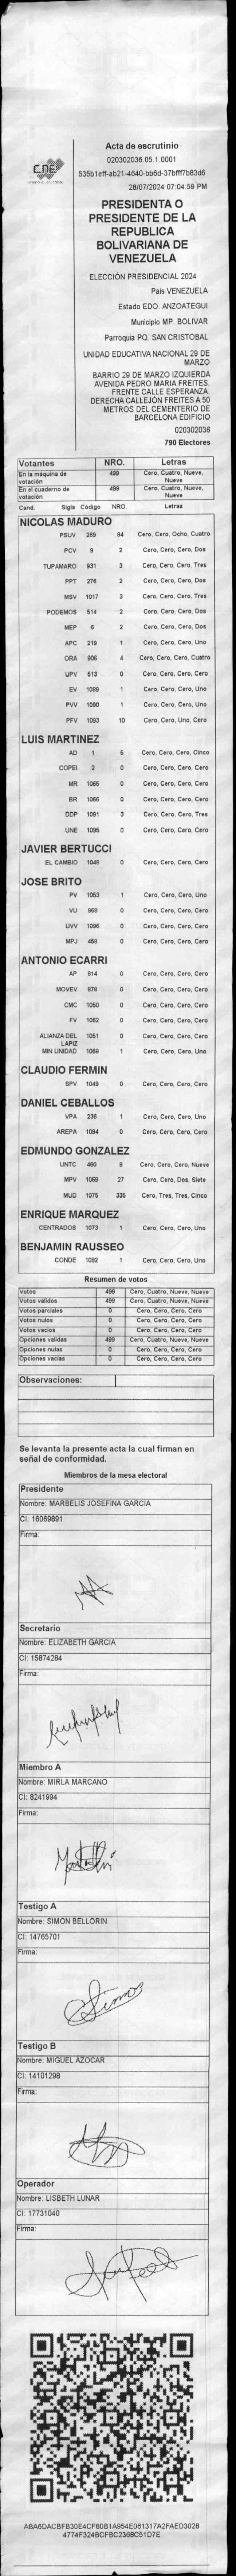 CNE
Acta de escrutinio
020302036.05.1.0001
535b1eff-ab21-4640-bb6d-37bfff7b83d6
28/07/2024 07:04:59 PM
PRESIDENTA O
PRESIDENTE DE LA
REPUBLICA
BOLIVARIANA DE
VENEZUELA
ELECCIÓN PRESIDENCIAL 2024
Pais VENEZUELA
Estado EDO. ANZOATEGUI
Municipio MP. BOLIVAR
Parroquia PQ. SAN CRISTOBAL
UNIDAD EDUCATIVA NACIONAL 29 DE
MARZO
BARRIO 29 DE MARZO IZQUIERDA
AVENIDA PEDRO MARIA FREITES.
FRENTE CALLE ESPERANZA.
DERECHA CALLEJÓN FREITES A 50
METROS DEL CEMENTERIO DE
BARCELONA EDIFICIO
020302036
790 Electores
Votantes NRO. Letras
En la máquina de votación 499 Cero, Cuatro, Nueve, Nueve
En el cuaderno de votación 499 Cero, Cuatro, Nueve, Nueve
Cand. Sigla Código NRO. Letras
NICOLAS MADURO
PSUV 269 84 Cero, Cero, Ocho, Cuatro
PCV 9 2 Cero, Cero, Cero, Dos
TUPAMARO 931 3 Cero, Cero, Cero, Tres
PPT 276 2 Cero, Cero, Cero, Dos
MSV 1017 3 Cero, Cero, Cero, Tres
PODEMOS 514 2 Cero, Cero, Cero, Dos
MEP 6 2 Cero, Cero, Cero, Dos
APC 219 1 Cero, Cero, Cero, Uno
ORA 906 4 Cero, Cero, Cero, Cuatro
UPV 513 0 Cero, Cero, Cero, Cero
EV 1089 1 Cero, Cero, Cero, Uno
PVV 1090 1 Cero, Cero, Cero, Uno
PFV 1093 10 Cero, Cero, Uno, Cero
LUIS MARTINEZ
AD 1 5 Cero, Cero, Cero, Cinco
COPEI 2 0 Cero, Cero, Cero, Cero
MR 1065 0 Cero, Cero, Cero, Cero
BR 1066 0 Cero, Cero, Cero, Cero
DDP 1091 3 Cero, Cero, Cero, Tres
UNE 1095 0 Cero, Cero, Cero, Cero
JAVIER BERTUCCI
EL CAMBIO 1048 0 Cero, Cero, Cero, Cero
JOSE BRITO
PV 1053 1 Cero, Cero, Cero, Uno
VU 968 0 Cero, Cero, Cero, Cero
UVV 1096 0 Cero, Cero, Cero, Cero
MPJ 468 0 Cero, Cero, Cero, Cero
ANTONIO ECARRI
AP 814 0 Cero, Cero, Cero, Cero
MOVEV 978 0 Cero, Cero, Cero, Cero
CMC 1060 0 Cero, Cero, Cero, Cero
FV 1062 0 Cero, Cero, Cero, Cero
ALIANZA DEL LAPIZ 1051 0 Cero, Cero, Cero, Cero
MIN UNIDAD 1068 1 Cero, Cero, Cero, Uno
CLAUDIO FERMIN
SPV 1049 0 Cero, Cero, Cero, Cero
DANIEL CEBALLOS
VPA 236 1 Cero, Cero, Cero, Uno
AREPA 1094 0 Cero, Cero, Cero, Cero
EDMUNDO GONZALEZ
UNTC 460 9 Cero, Cero, Cero, Nueve
MPV 1069 27 Cero, Cero, Dos, Siete
MUD 1075 335 Cero, Tres, Tres, Cinco
ENRIQUE MARQUEZ
CENTRADOS 1073 1 Cero, Cero, Cero, Uno
BENJAMIN RAUSSEO
CONDE 1092 1 Cero, Cero, Cero, Uno
Resumen de votos
Votos 499 Cero, Cuatro, Nueve, Nueve
Votos válidos 499 Cero, Cuatro, Nueve, Nueve
Votos parciales 0 Cero, Cero, Cero, Cero
Votos nulos 0 Cero, Cero, Cero, Cero
Votos vacios 0 Cero, Cero, Cero, Cero
Opciones validas 499 Cero, Cuatro, Nueve, Nueve
Opciones nulas 0 Cero, Cero, Cero, Cero
Opciones vacias 0 Cero, Cero, Cero, Cero
Observaciones:
Se levanta la presente acta la cual firman en
señal de conformidad.
Miembros de la mesa electoral
Presidente
Nombre: MARBELIS JOSEFINA GARCIA
CI: 16069891
Firma:
Secretario
Nombre: ELIZABETH GARCIA
CI: 15874284
Firma:
Miembro A
Nombre: MIRLA MARCANO
CI: 8241994
Firma:
Testigo A
Nombre: SIMON BELLORIN
CI: 14765701
Firma:
Simon
Testigo B
Nombre: MIGUEL AZOCAR
CI: 14101298
Firma:
Operador
Nombre: LISBETH LUNAR
CI: 17731040
Firma:
ABA6DACBFB30E4CF80B1A954E061317A2FAED3028
4774F324BCFBC2368C51D7E